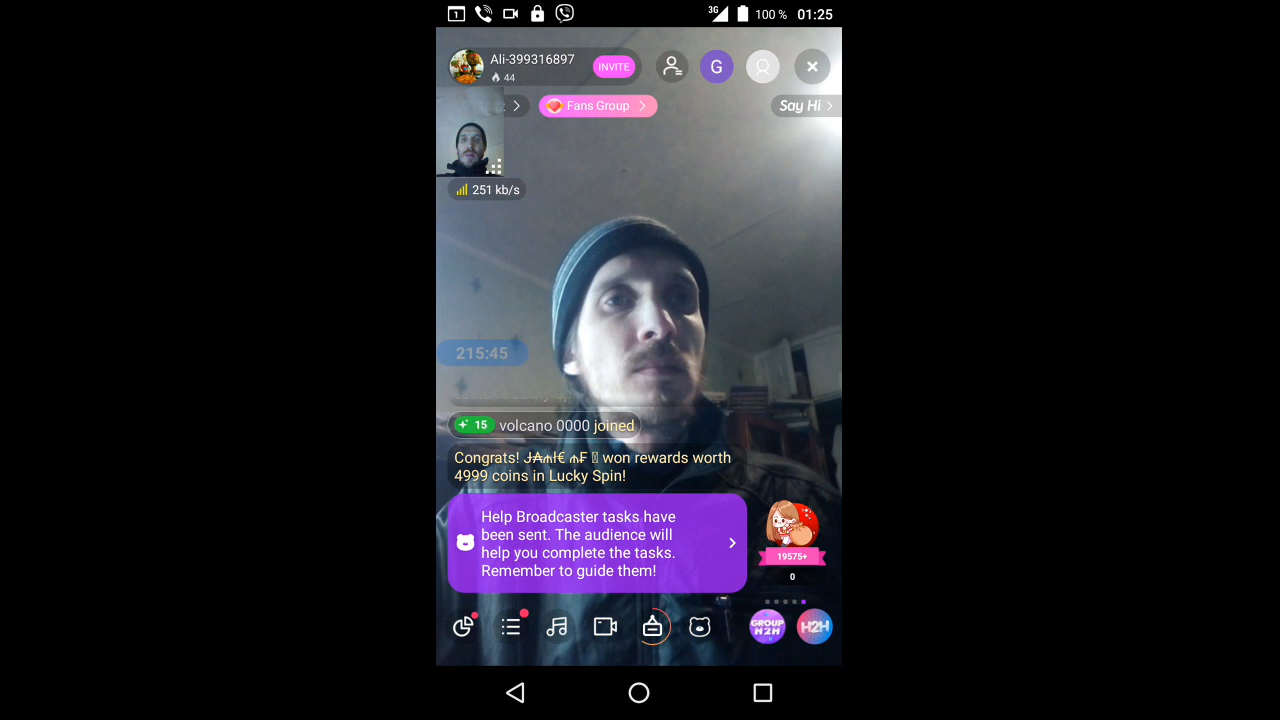 1
3G
100 %
01:25
Ali-399316897
44
INVITE
G
Fans Group
Say Hi
251 kb/s
215:45
15 volcano 0000 joined
Congrats! won rewards worth
4999 coins in Lucky Spin!
Help Broadcaster tasks have
been sent. The audience will
help you complete the tasks.
Remember to guide them!
19575+
0
GROUP
H2H
H2H